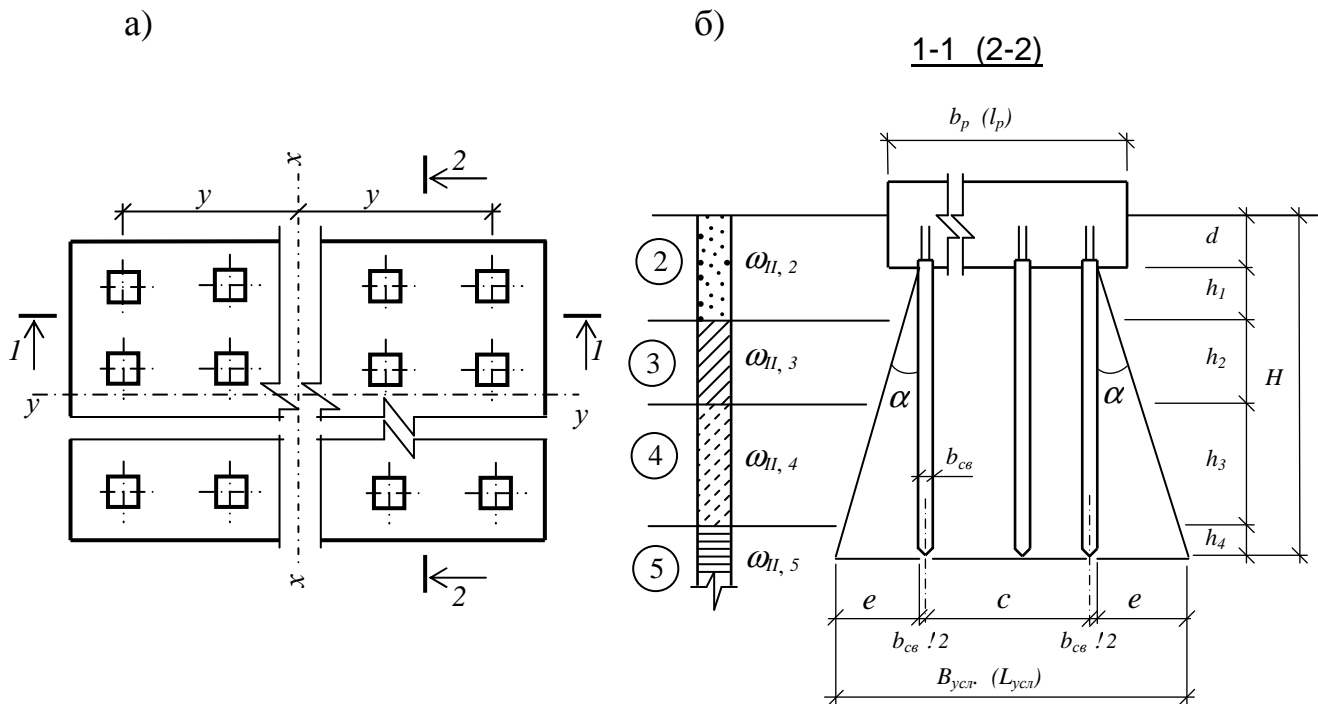 а)
б)
1-1 (2-2)
b_p (l_p)
x
2
y
y
2
ω_II, 2
d
h_1
1
1
3
ω_II, 3
h_2
H
α
α
y
y
4
ω_II, 4
b_св
h_3
5
ω_II, 5
h_4
x
2
e
c
e
b_св !2
b_св !2
B_усл. (L_усл)